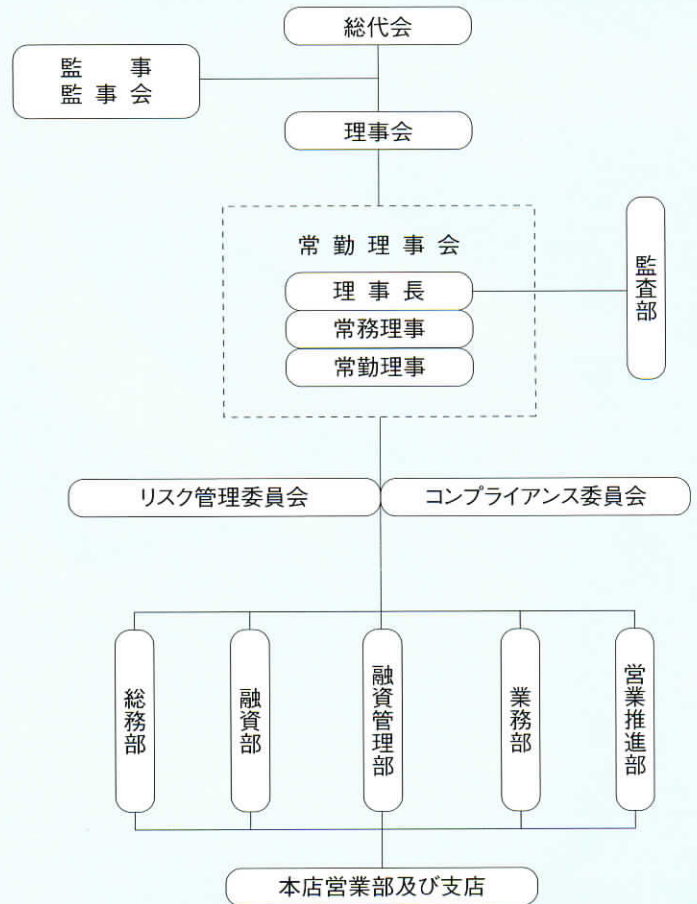 総代会
監事
監事会
理事会
常勤理事会
理事長
常務理事
常勤理事
監査部
リスク管理委員会
コンプライアンス委員会
総務部
融資部
融資管理部
業務部
営業推進部
本店営業部及び支店